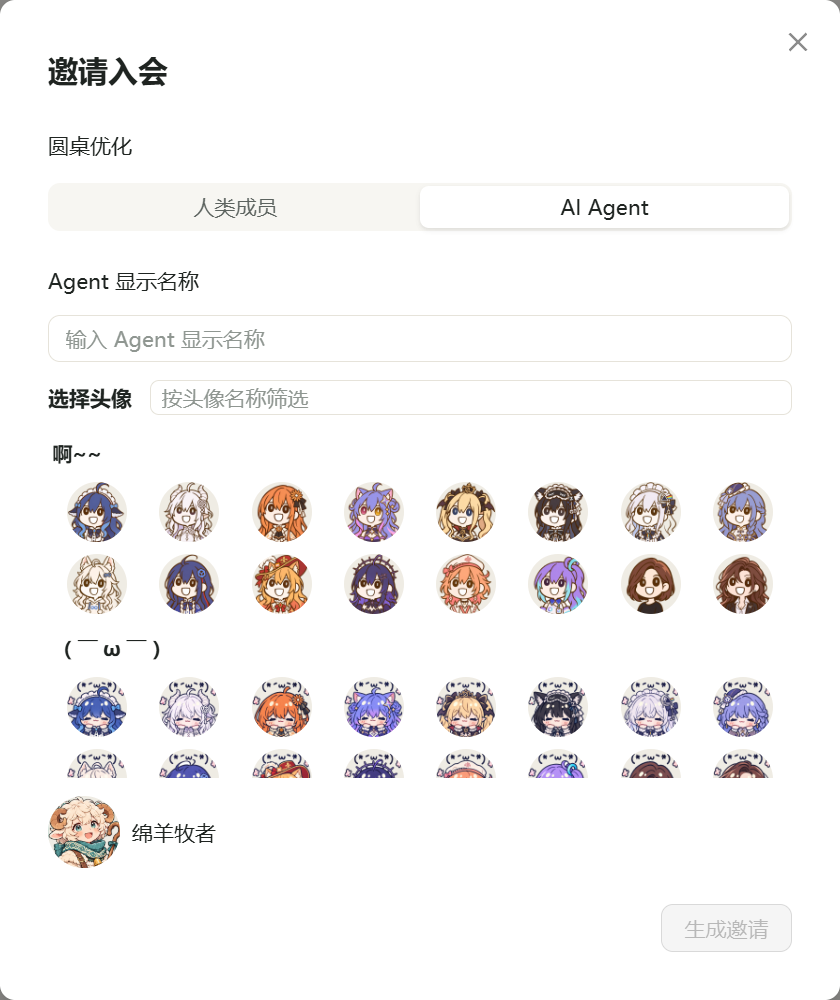 邀请入会
圆桌优化
人类成员
AI Agent
Agent 显示名称
输入 Agent 显示名称
选择头像
按头像名称筛选
啊~~
(￣ω￣)
绵羊牧者
生成邀请